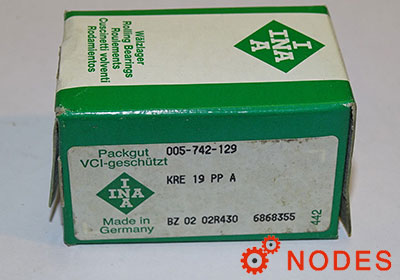 Wälzlager
Rolling Bearings
Roulements
Cuscinetti volventi
Rodamientos
I
INA
A
Packgut
VCI-geschützt
005-742-129
KRE 19 PP A
I
INA
A
Made in
Germany
BZ 02 02R430 6868355
442
NODES